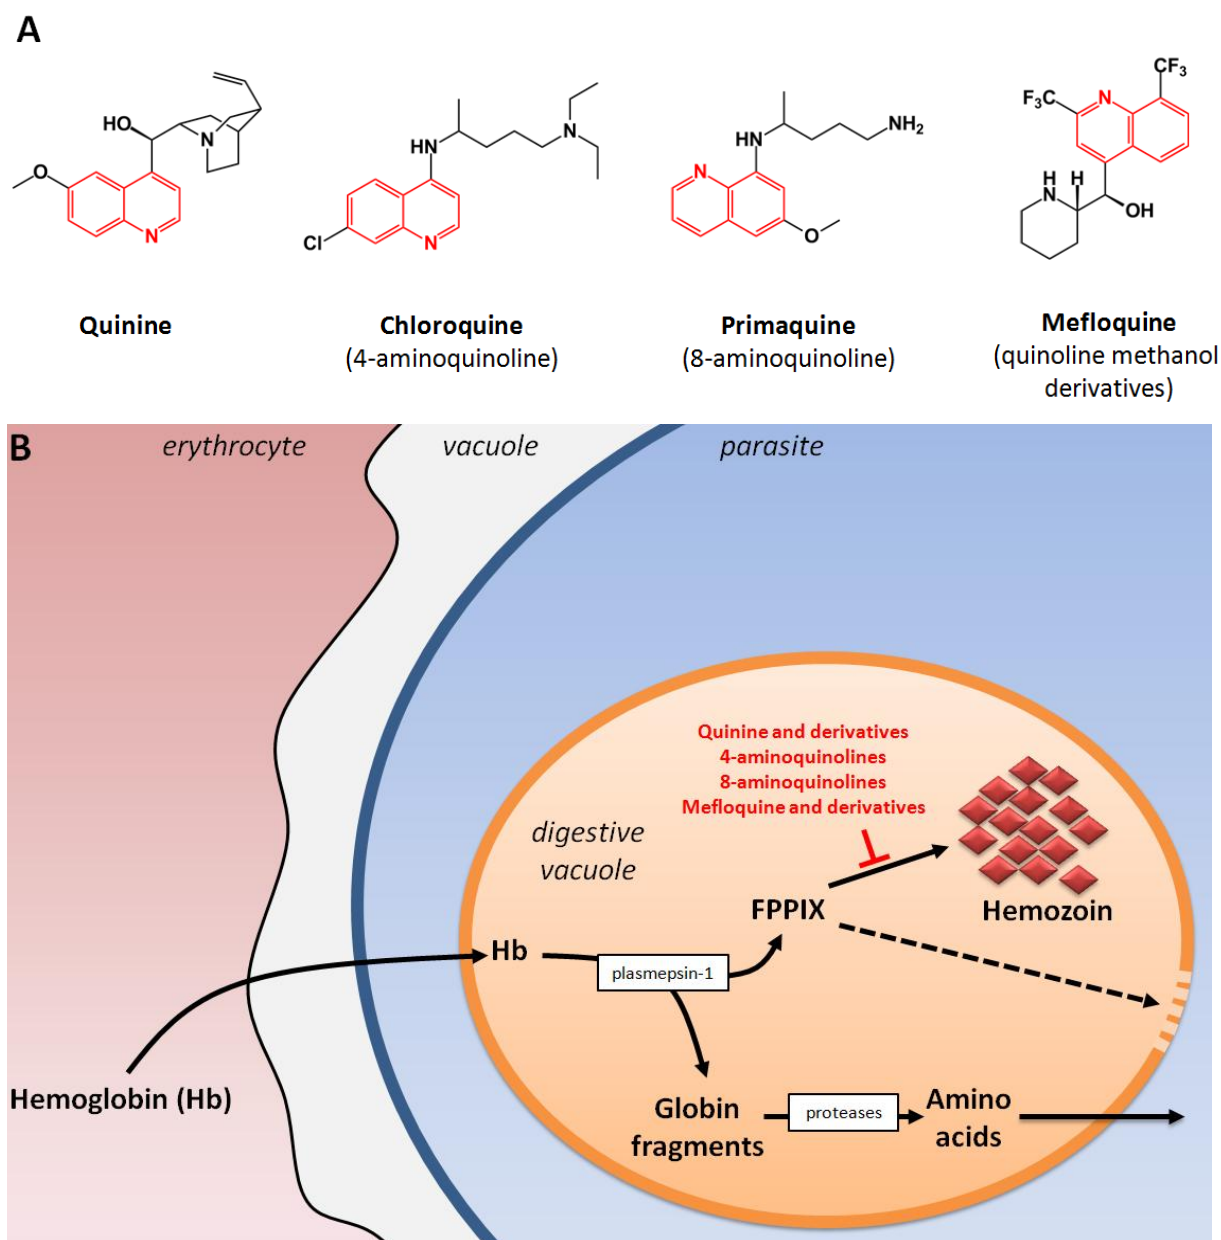 A
HO
N
O
N
Quinine
HN
N
Cl
N
Chloroquine
(4-aminoquinoline)
HN
NH2
N
O
Primaquine
(8-aminoquinoline)
CF3
F3C
N
H
N
H
OH
Mefloquine
(quinoline methanol
derivatives)
B
erythrocyte
vacuole
parasite
Quinine and derivatives
4-aminoquinolines
8-aminoquinolines
Mefloquine and derivatives
digestive
vacuole
FPPIX
Hemozoin
Hb
plasmepsin-1
Hemoglobin (Hb)
Globin
fragments
proteases
Amino
acids